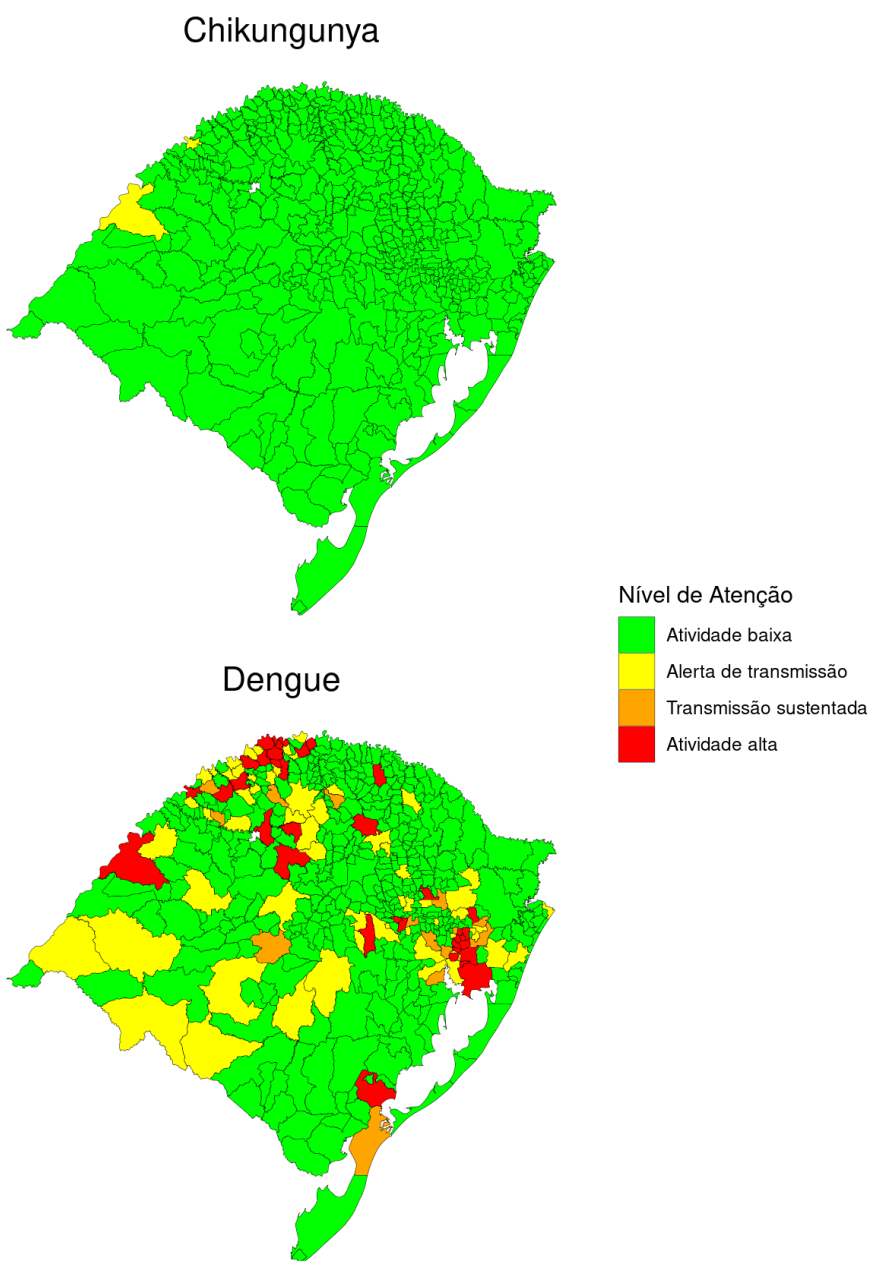 Chikungunya
Nível de Atenção
Atividade baixa
Alerta de transmissão
Dengue
Transmissão sustentada
Atividade alta